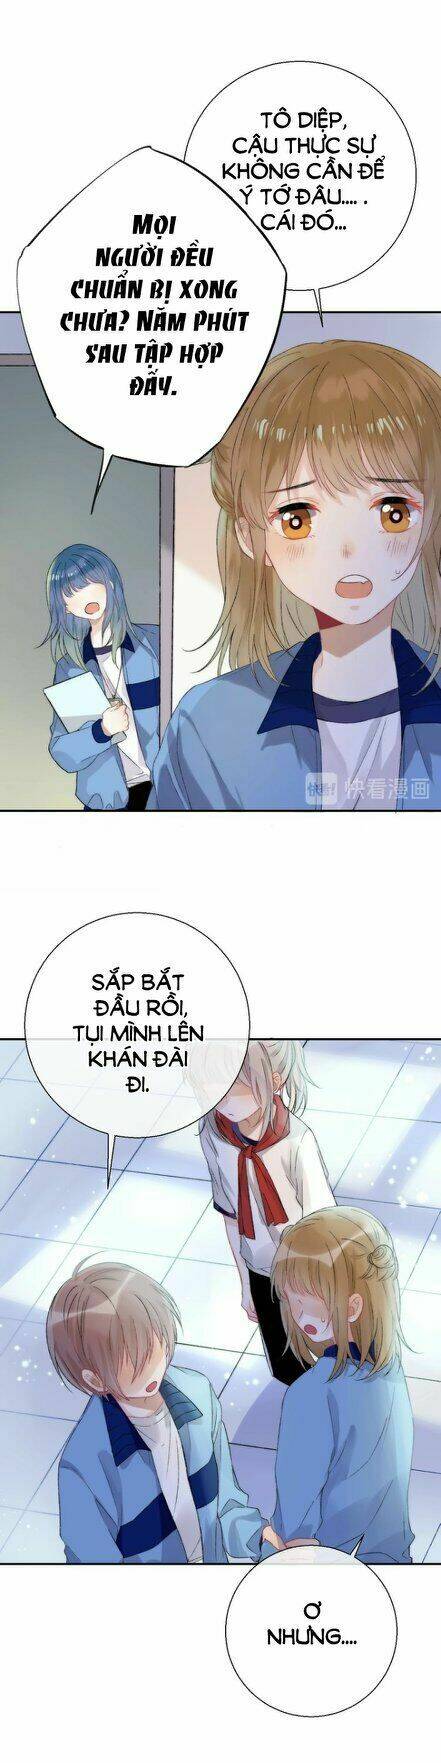 TÔ DIỆP,
CẬU THỰC SỰ
KHÔNG CẦN ĐỂ
Ý TỚ ĐÂU.... .
CÁI ĐÓ...
MỌI
NGƯỜI ĐỀU
CHUẨN BỊ XONG
CHƯA? NĂM PHÚT
SAU TẬP HỢP
ĐẤY.
快看! 快看漫画
SẮP BẮT
ĐẦU RỒI,
TỤI MÌNH LÊN
KHÁN ĐÀI
ĐI.
Ơ
NHƯNG....